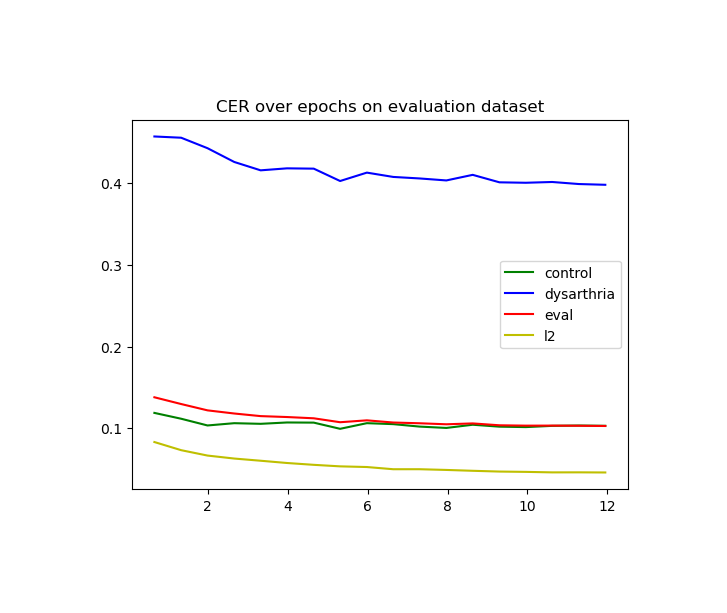 CER over epochs on evaluation dataset
0.4
0.3
0.2
0.1
control
dysarthria
eval
l2
2
4
6
8
10
12